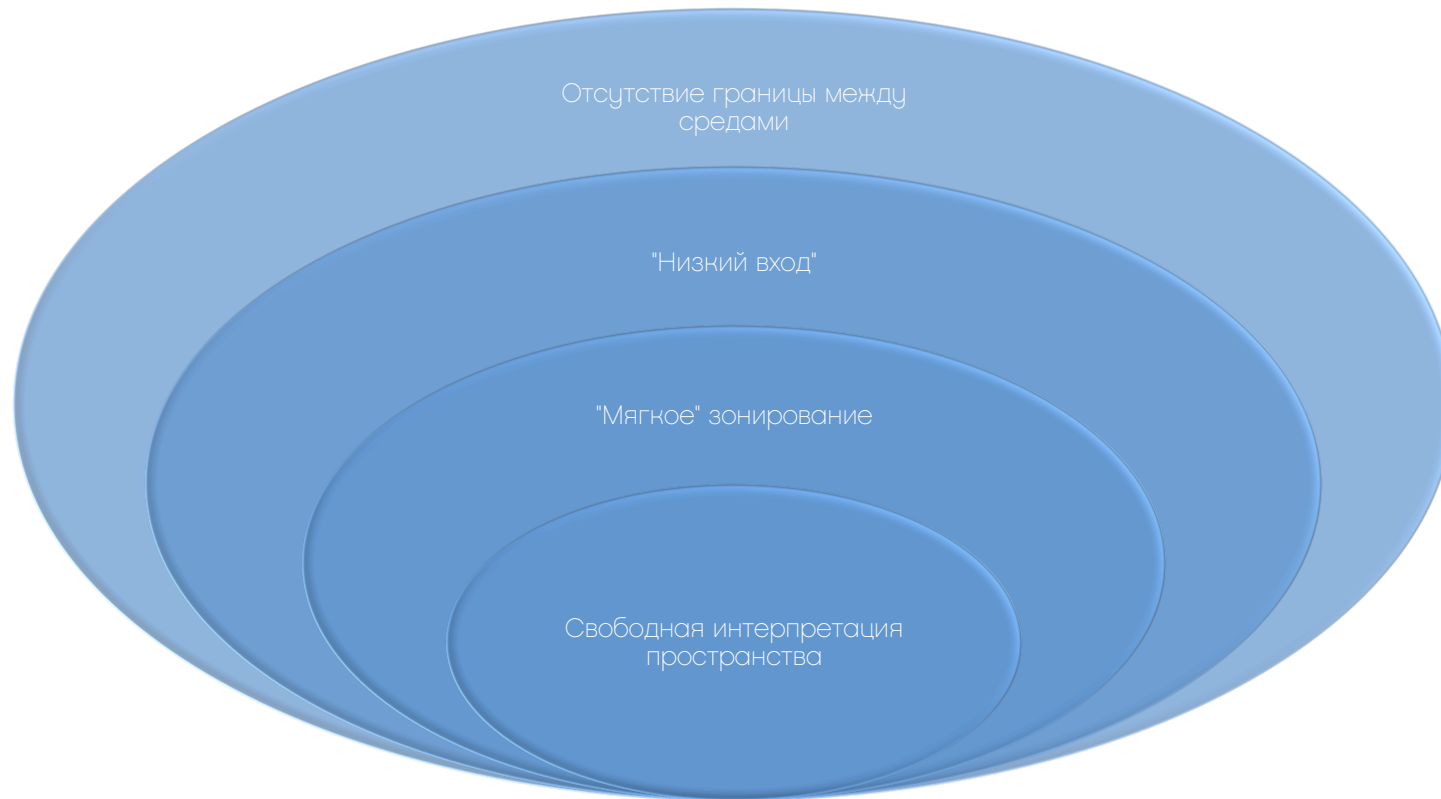 Отсутствие границы между
средами
"Низкий вход"
"Мягкое" зонирование
Свободная интерпретация
пространства